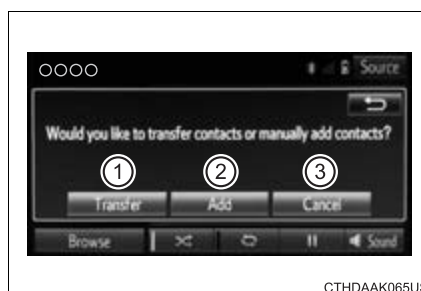 ○○○○ Source
Would you like to transfer contacts or manually add contacts?
1 2 3
Transfer Add Cancel
Browse Sound
CTHDAAK065U